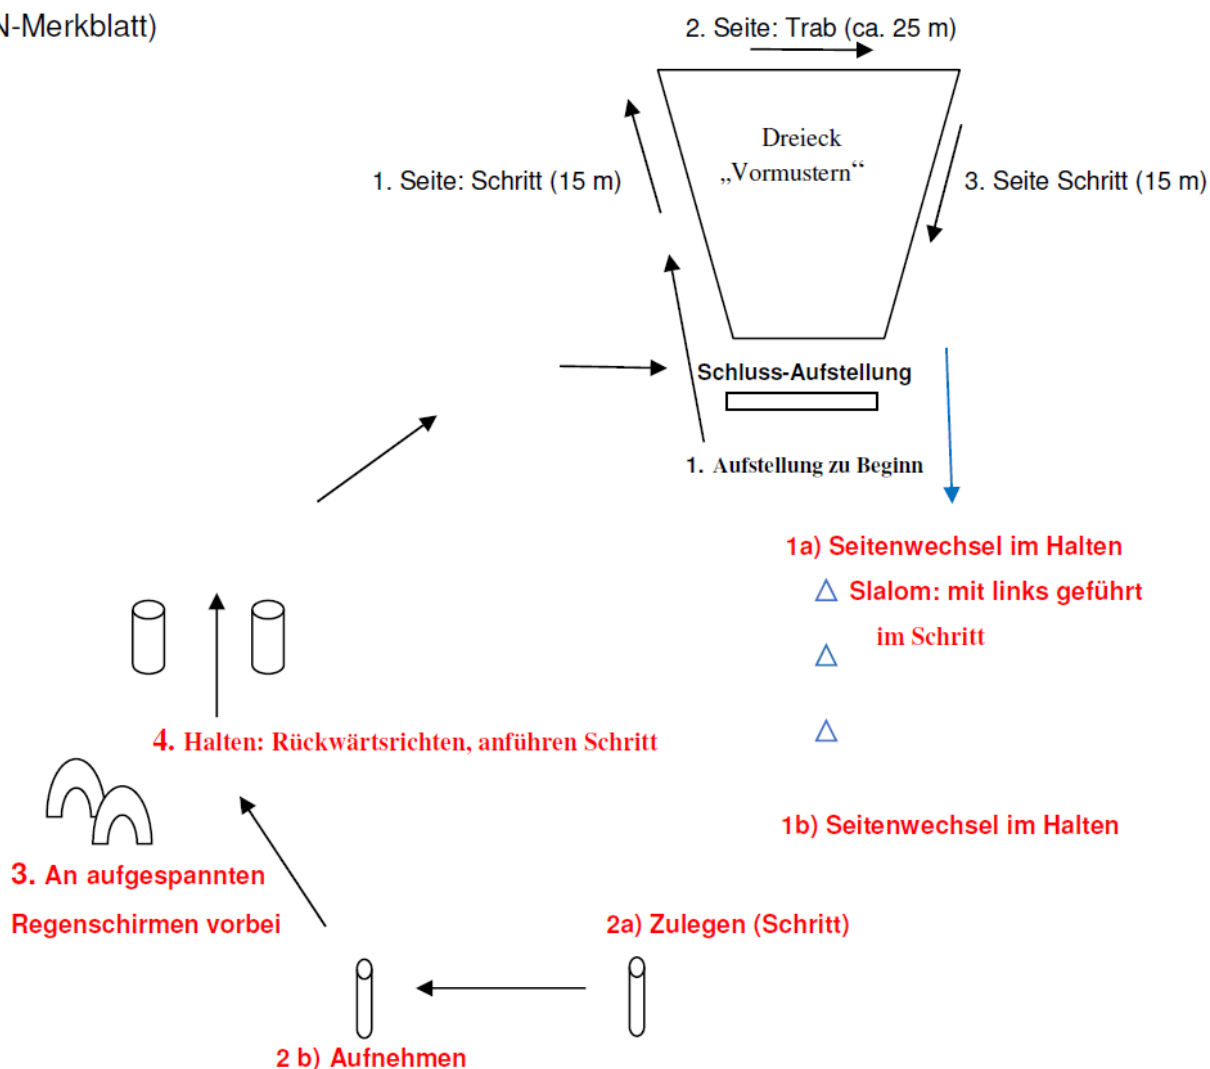 N-Merkblatt)
2. Seite: Trab (ca. 25 m)
Dreieck
„Vormustern“
1. Seite: Schritt (15 m)
3. Seite Schritt (15 m)
Schluss-Aufstellung
1. Aufstellung zu Beginn
1a) Seitenwechsel im Halten
Slalom: mit links geführt
im Schritt
4. Halten: Rückwärtsrichten, anführen Schritt
1b) Seitenwechsel im Halten
3. An aufgespannten
Regenschirmen vorbei
2a) Zulegen (Schritt)
2 b) Aufnehmen